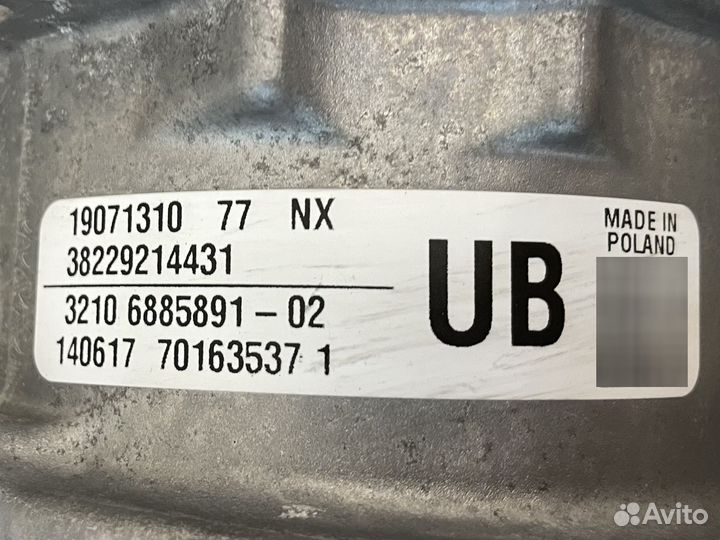 19071310 77 NX
38229214431
3210 6885891-02
140617 70163537 1
UB
MADE IN
POLAND
Avito